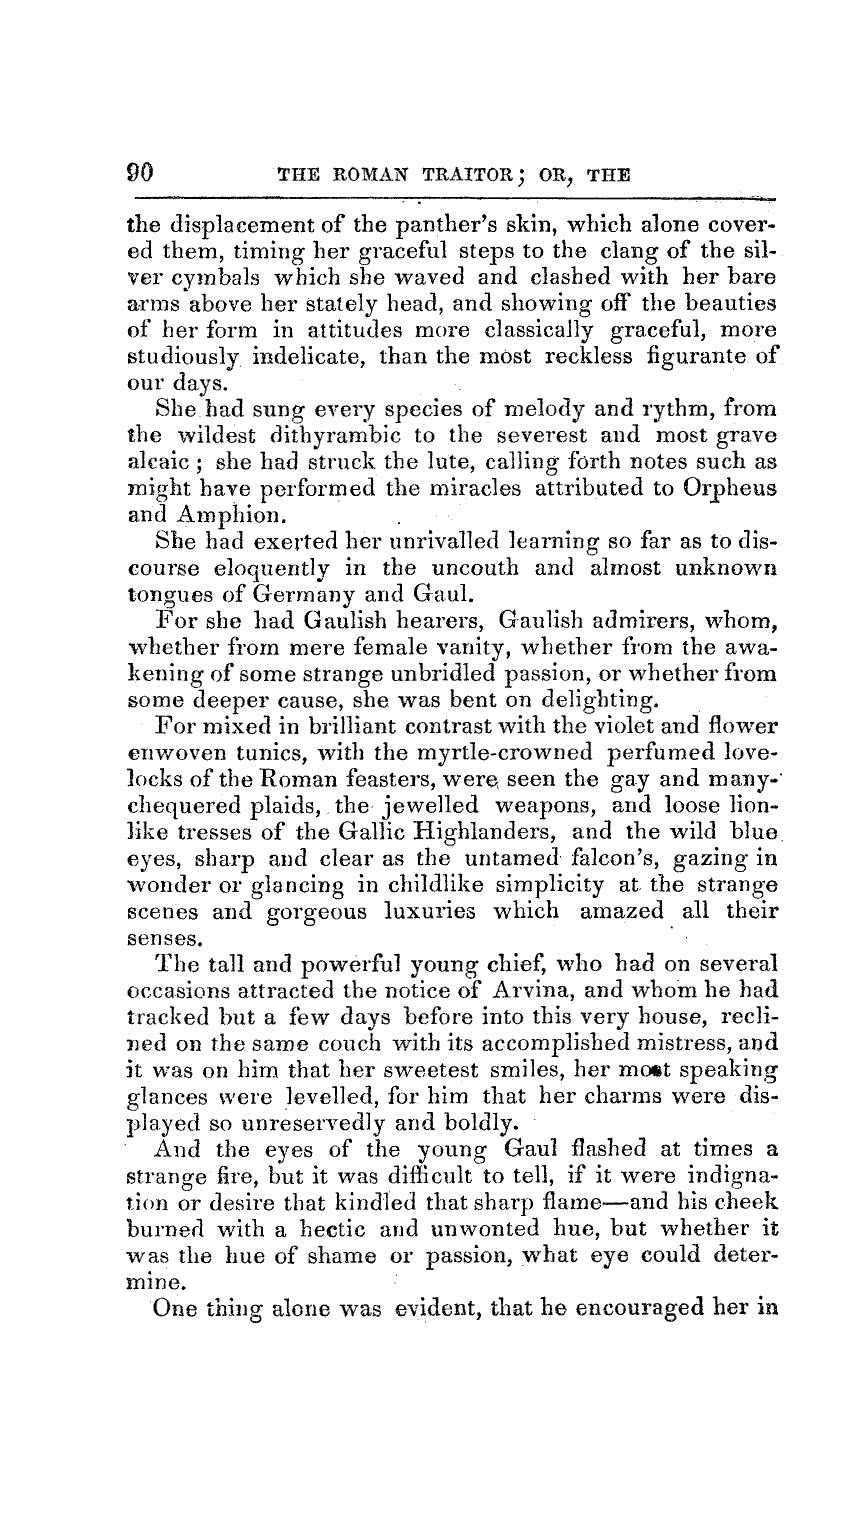 90 THE ROMAN TRAITOR; OR, THE
the displacement of the panther's skin, which alone cover-
ed them, timing her graceful steps to the clang of the sil-
ver cymbals which she waved and clashed with her bare
arms above her stately head, and showing off the beauties
of her form in attitudes more classically graceful, more
studiously indelicate, than the most reckless figurante of
our days.
She had sung every species of melody and rythm, from
the wildest dithyrambic to the severest and most grave
alcaic; she had struck the lute, calling forth notes such as
might have performed the miracles attributed to Orpheus
and Amphion.
She had exerted her unrivalled learning so far as to dis-
course eloquently in the uncouth and almost unknown
tongues of Germany and Gaul.
For she had Gaulish hearers, Gaulish admirers, whom,
whether from mere female vanity, whether from the awa-
kening of some strange unbridled passion, or whether from
some deeper cause, she was bent on delighting.
For mixed in brilliant contrast with the violet and flower
enwoven tunics, with the myrtle-crowned perfumed love-
locks of the Roman feasters, were seen the gay and many-
chequered plaids, the jewelled weapons, and loose lion-
like tresses of the Gallic Highlanders, and the wild blue
eyes, sharp and clear as the untamed falcon's, gazing in
wonder or glancing in childlike simplicity at the strange
scenes and gorgeous luxuries which amazed all their
senses.
The tall and powerful young chief, who had on several
occasions attracted the notice of Arvina, and whom he had
tracked but a few days before into this very house, recli-
ned on the same couch with its accomplished mistress, and
it was on him that her sweetest smiles, her most speaking
glances were levelled, for him that her charms were dis-
played so unreservedly and boldly.
And the eyes of the young Gaul flashed at times a
strange fire, but it was difficult to tell, if it were indigna-
tion or desire that kindled that sharp flame—and his cheek
burned with a hectic and unwonted hue, but whether it
was the hue of shame or passion, what eye could deter-
mine.
One thing alone was evident, that he encouraged her in